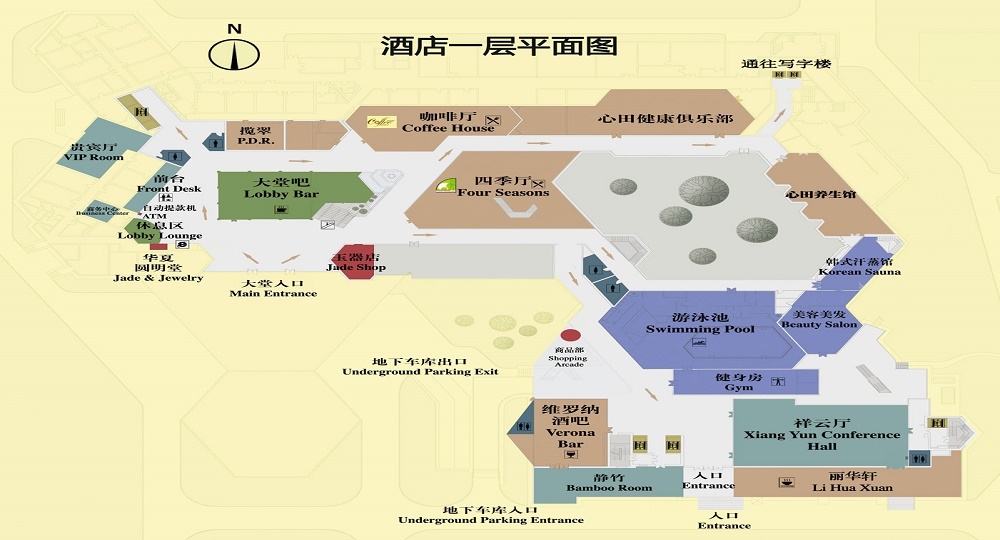 N
酒店一层平面图
通往写字楼
咖啡厅
Coffee House
心田健康俱乐部
揽翠
P.D.R.
贵宾厅
VIP Room
前台
Front Desk
大堂吧
Lobby Bar
四季厅
Four Seasons
心田养生馆
商务中心
Business Center
自动提款机
ATM
休息区
Lobby Lounge
华夏
圆明堂
Jade & Jewelry
玉器店
Jade Shop
大堂入口
Main Entrance
韩式汗蒸馆
Korean Sauna
游泳池
Swimming Pool
美容美发
Beauty Salon
商品部
Shopping
Arcade
地下车库出口
Underground Parking Exit
健身房
Gym
维罗纳
酒吧
Verona
Bar
祥云厅
Xiang Yun Conference
Hall
静竹
Bamboo Room
入口
Entrance
丽华轩
Li Hua Xuan
地下车库入口
Underground Parking Entrance
入口
Entrance